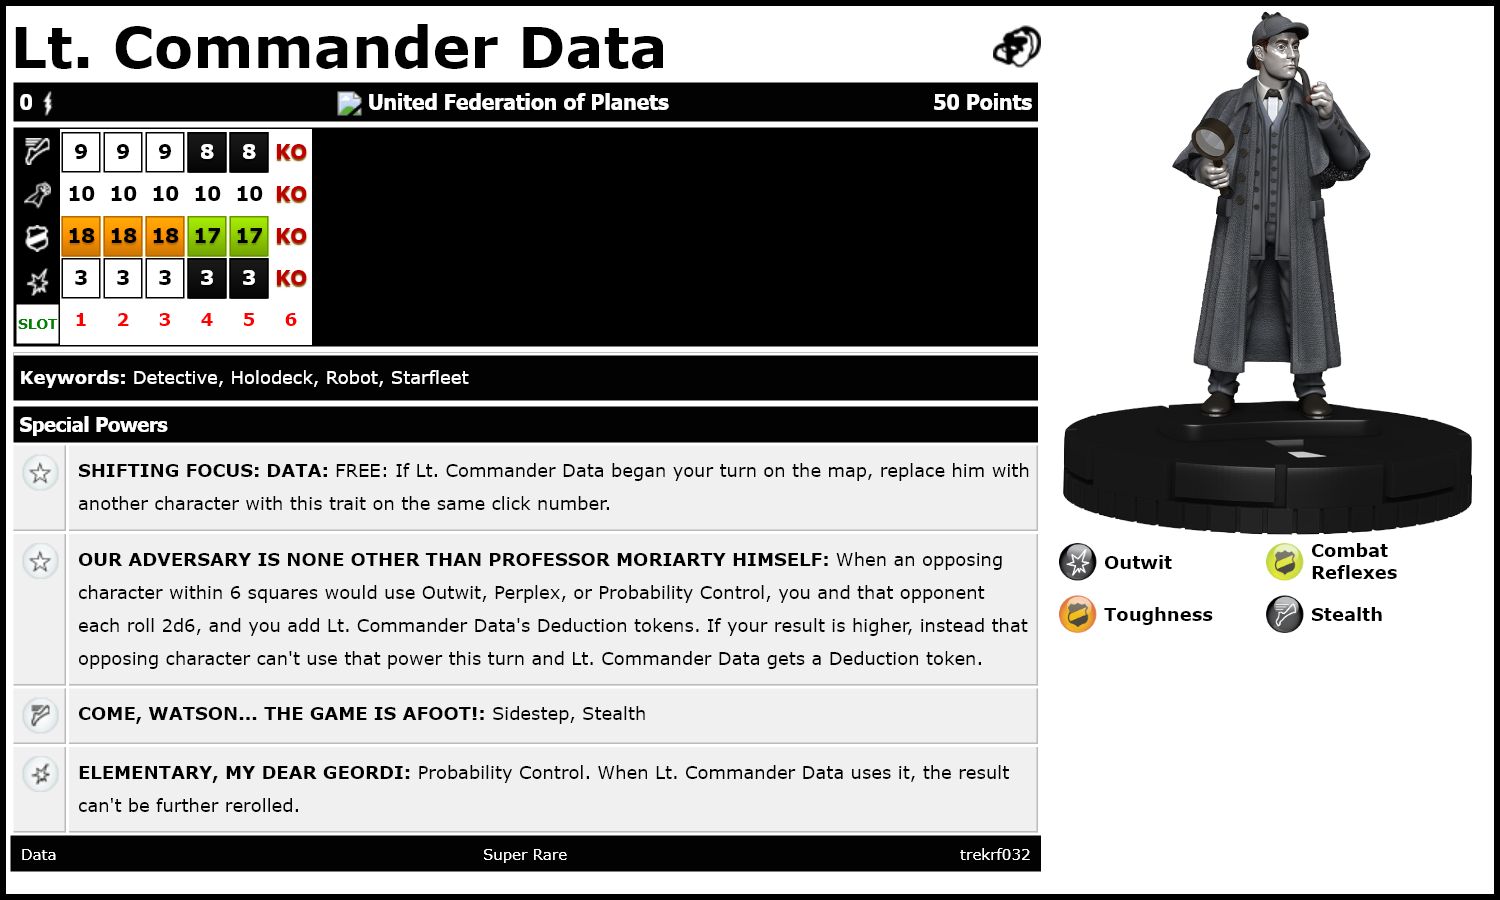 Lt. Commander Data
0 United Federation of Planets 50 Points
9 9 9 8 8 KO
10 10 10 10 10 KO
18 18 18 17 17 KO
3 3 3 3 3 KO
SLOT 1 2 3 4 5 6
Keywords: Detective, Holodeck, Robot, Starfleet
Special Powers
SHIFTING FOCUS: DATA: FREE: If Lt. Commander Data began your turn on the map, replace him with
another character with this trait on the same click number.
OUR ADVERSARY IS NONE OTHER THAN PROFESSOR MORIARTY HIMSELF: When an opposing
character within 6 squares would use Outwit, Perplex, or Probability Control, you and that opponent
each roll 2d6, and you add Lt. Commander Data's Deduction tokens. If your result is higher, instead that
opposing character can't use that power this turn and Lt. Commander Data gets a Deduction token.
COME, WATSON... THE GAME IS AFOOT!: Sidestep, Stealth
ELEMENTARY, MY DEAR GEORDI: Probability Control. When Lt. Commander Data uses it, the result
can't be further rerolled.
Data Super Rare trekrf032
Outwit
Combat
Reflexes
Toughness
Stealth